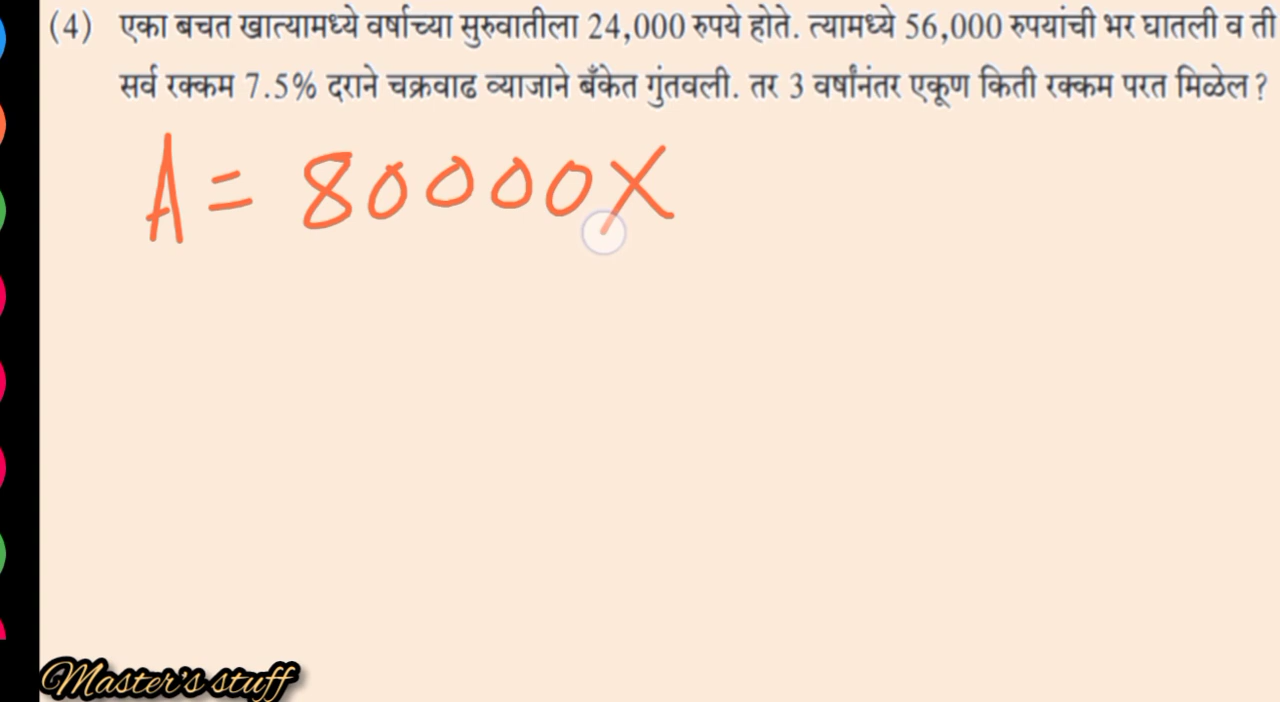 (4) एका बचत खात्यामध्ये वर्षाच्या सुरुवातीला 24,000 रुपये होते. त्यामध्ये 56,000 रुपयांची भर घातली व ती
सर्व रक्कम 7.5% दराने चक्रवाढ व्याजाने बँकेत गुंतवली. तर 3 वर्षांनंतर एकूण किती रक्कम परत मिळेल?
A = 80000X
Master's stuff